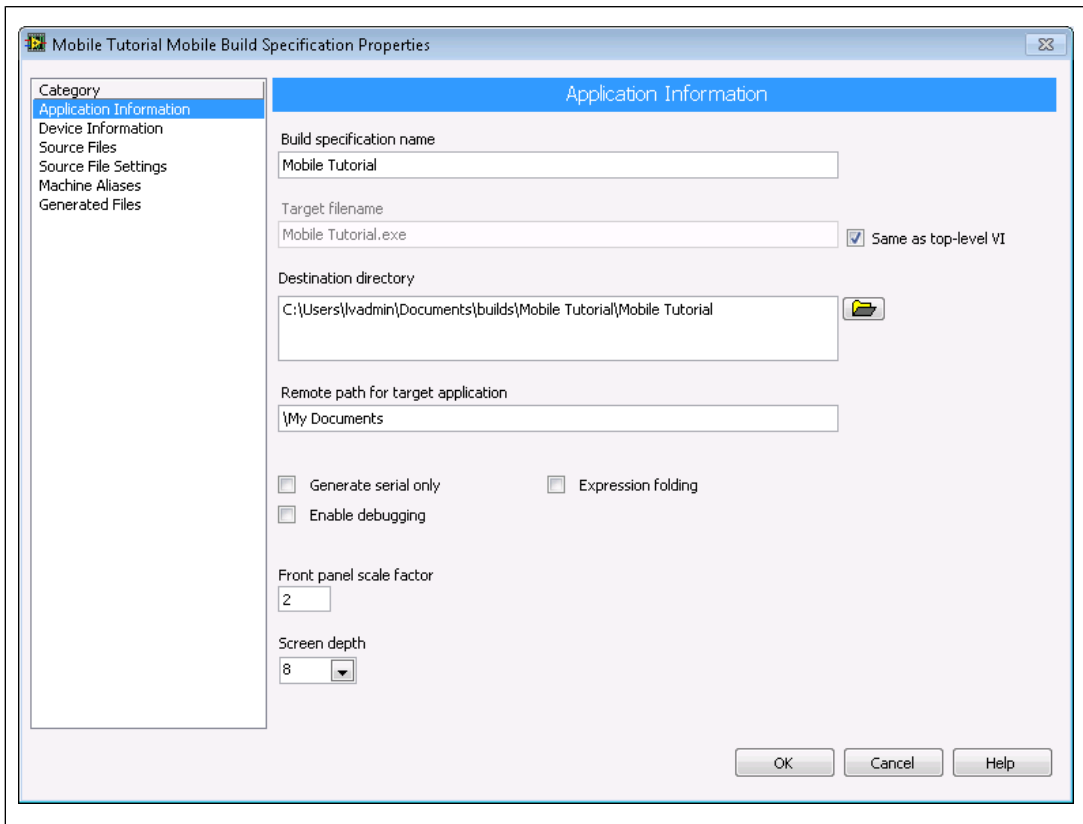 Mobile Tutorial Mobile Build Specification Properties
Category
Application Information
Device Information
Source Files
Source File Settings
Machine Aliases
Generated Files
Application Information
Build specification name
Mobile Tutorial
Target filename
Mobile Tutorial.exe
Same as top-level VI
Destination directory
C:\Users\lvadmin\Documents\builds\Mobile Tutorial\Mobile Tutorial
Remote path for target application
\My Documents
Generate serial only
Expression folding
Enable debugging
Front panel scale factor
2
Screen depth
8
OK
Cancel
Help